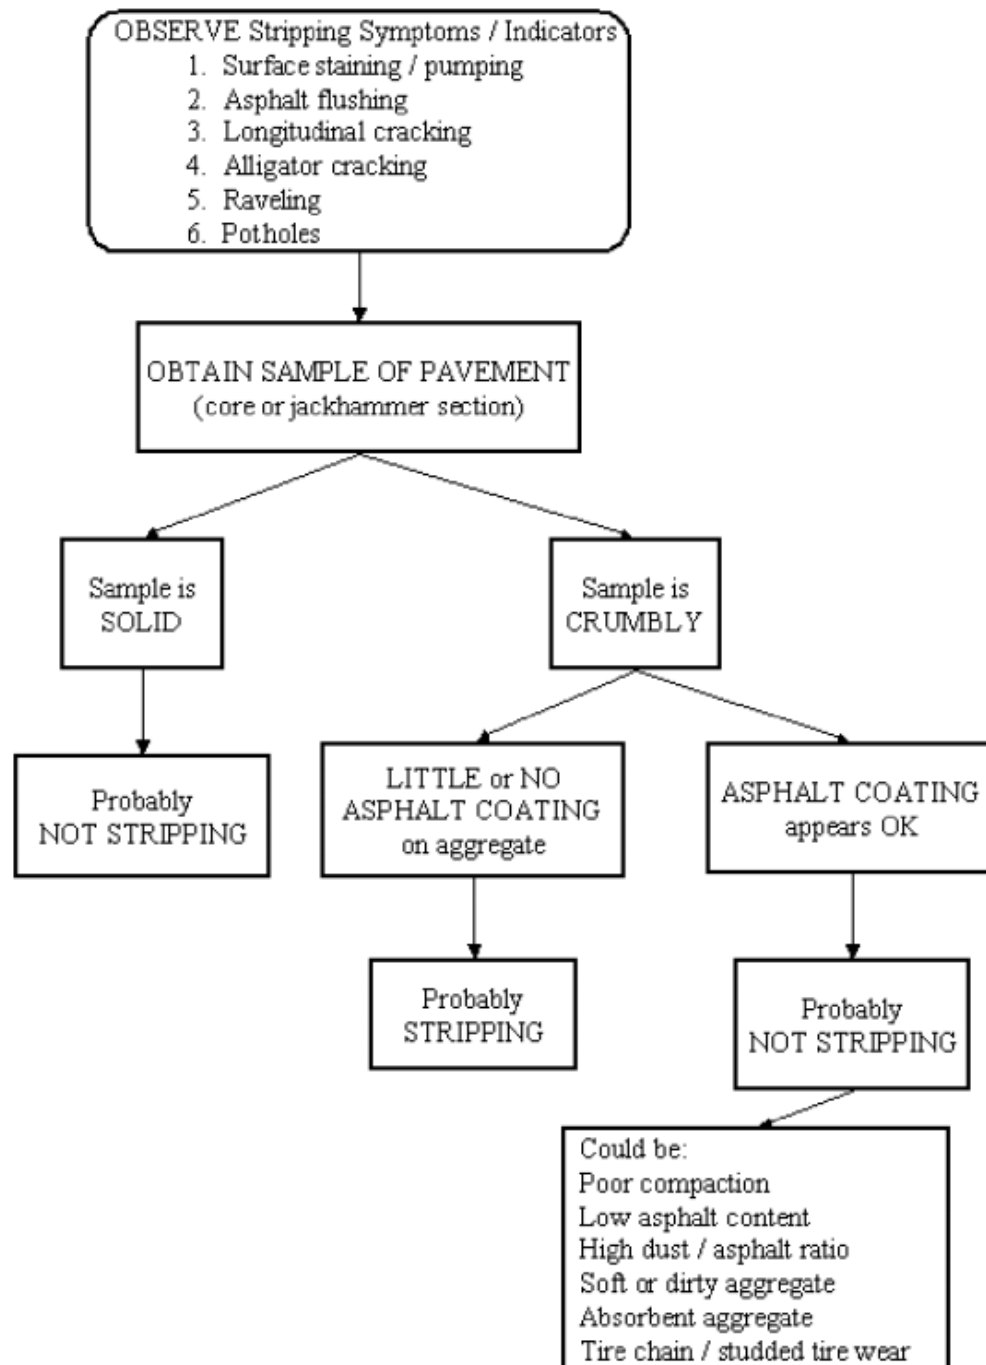 OBSERVE Stripping Symptoms / Indicators
1. Surface staining / pumping
2. Asphalt flushing
3. Longitudinal cracking
4. Alligator cracking
5. Raveling
6. Potholes
OBTAIN SAMPLE OF PAVEMENT
(core or jackhammer section)
Sample is
SOLID
Sample is
CRUMBLY
Probably
NOT STRIPPING
LITTLE or NO
ASPHALT COATING
on aggregate
ASPHALT COATING
appears OK
Probably
STRIPPING
Probably
NOT STRIPPING
Could be:
Poor compaction
Low asphalt content
High dust / asphalt ratio
Soft or dirty aggregate
Absorbent aggregate
Tire chain / studded tire wear